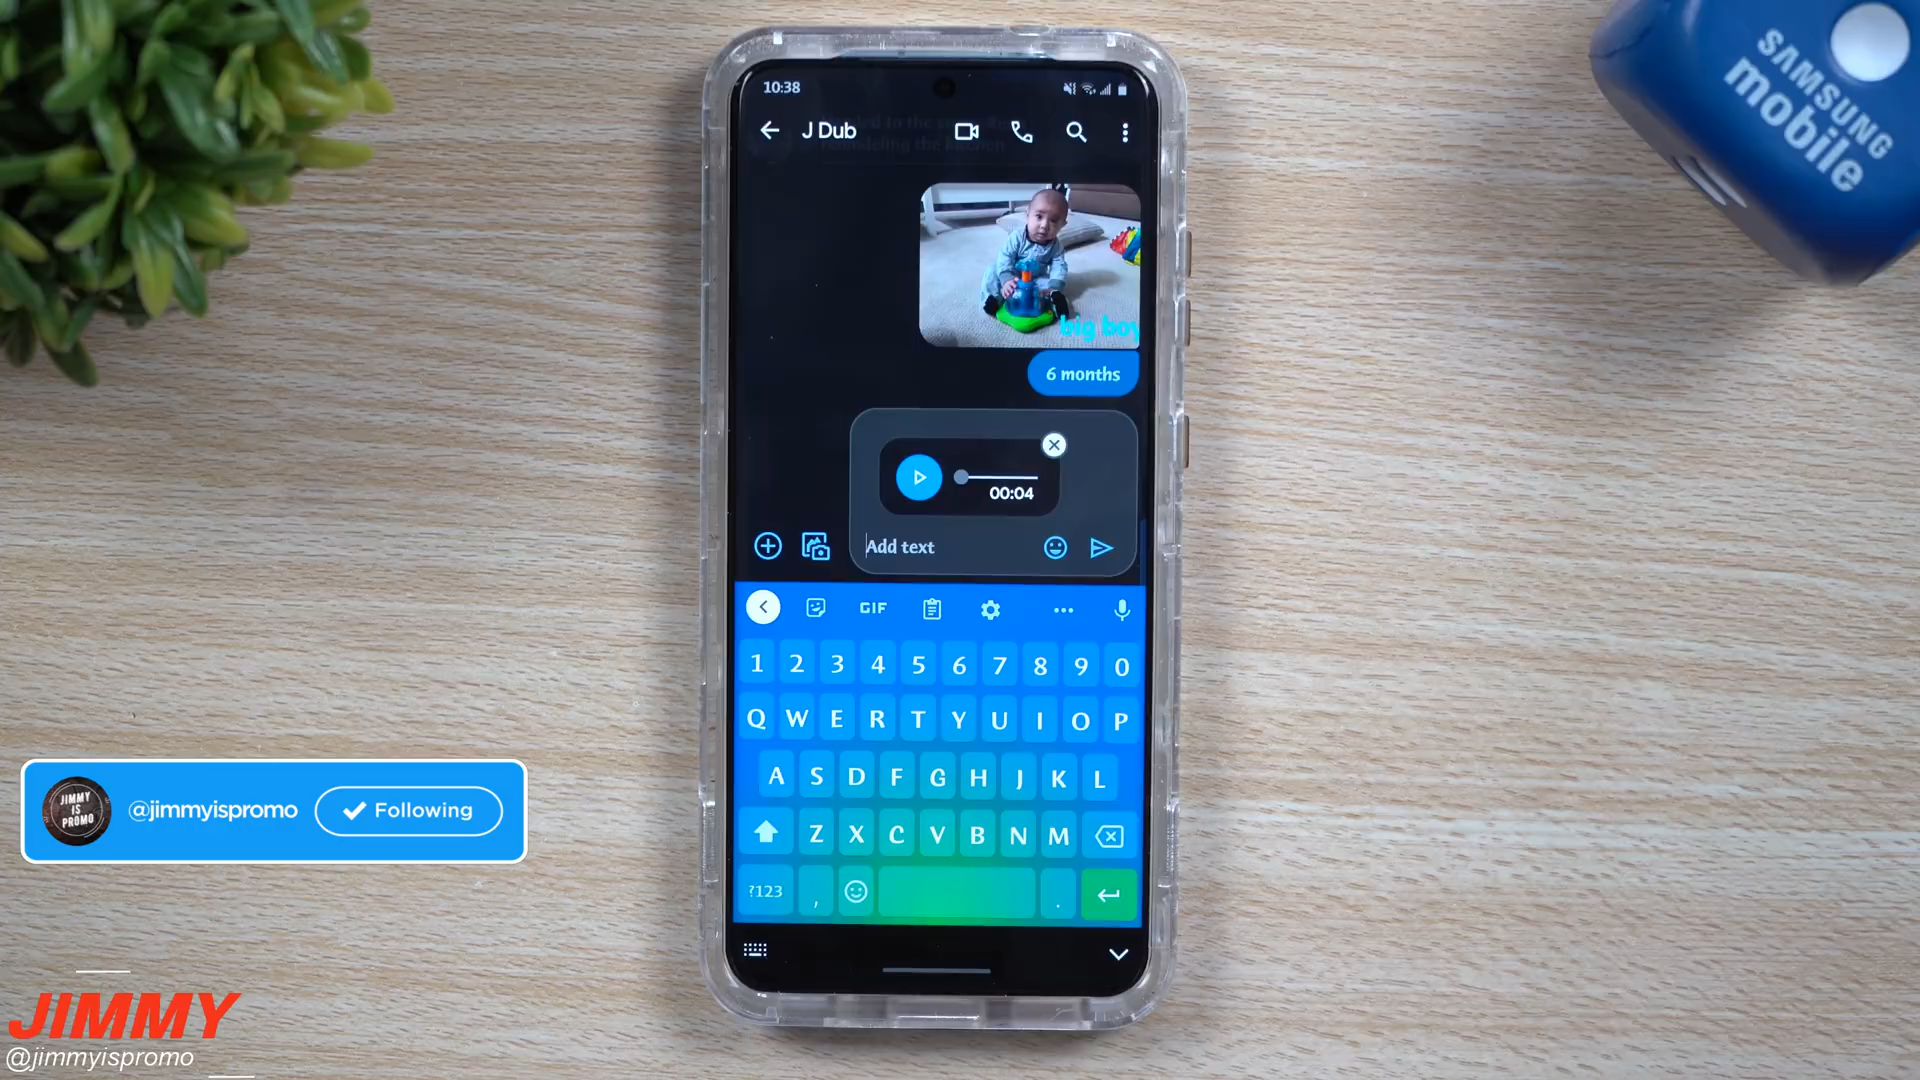 SAMSUNG
mobile
10:38
J Dub
big boy
6 months
00:04
Add text
GIF
1 2 3 4 5 6 7 8 9 0
Q W E R T Y U I O P
A S D F G H J K L
Z X C V B N M
?123 , .
JIMMY
IS
PROMO
@jimmyispromo
Following
JIMMY
@jimmyispromo